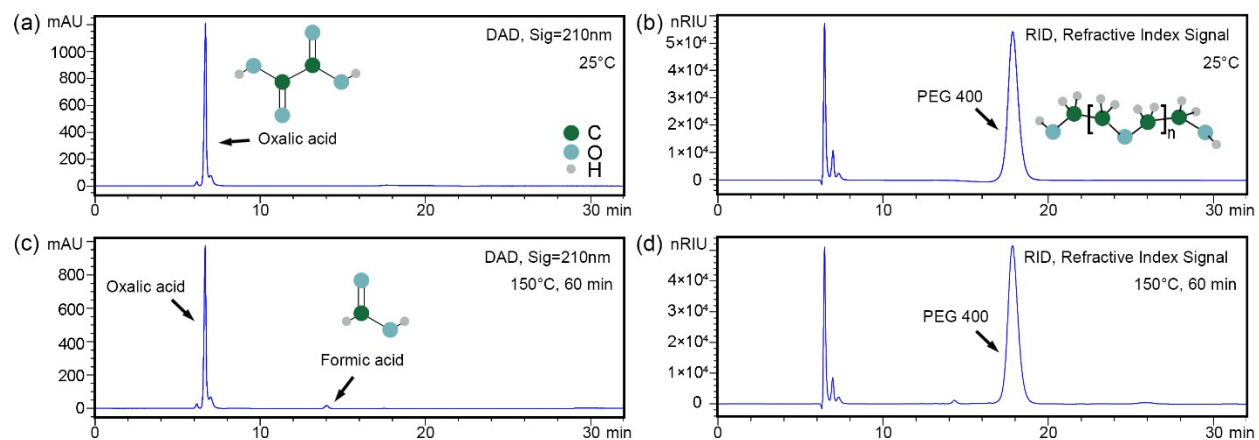 (a)
mAU
1000
800
600
400
200
0
DAD, Sig=210nm
25°C
Oxalic acid
C
O
H
0 10 20 30 min
(b)
nRIU
5×10⁴
4×10⁴
3×10⁴
2×10⁴
1×10⁴
0
RID, Refractive Index Signal
25°C
PEG 400
[ ]n
0 10 20 30 min
(c)
mAU
800
600
400
200
0
DAD, Sig=210nm
150°C, 60 min
Oxalic acid
Formic acid
0 10 20 30 min
(d)
nRIU
4×10⁴
3×10⁴
2×10⁴
1×10⁴
0
RID, Refractive Index Signal
150°C, 60 min
PEG 400
0 10 20 30 min